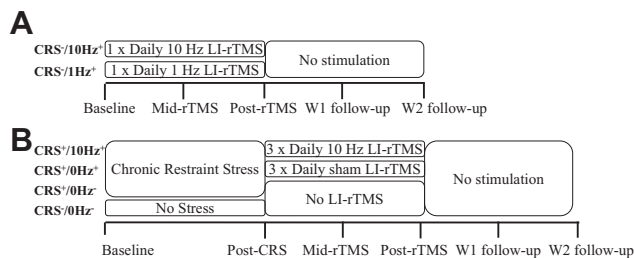 A
CRS⁻/10Hz⁺ 1 x Daily 10 Hz LI-rTMS
No stimulation
CRS⁻/1Hz⁺ 1 x Daily 1 Hz LI-rTMS
Baseline Mid-rTMS Post-rTMS W1 follow-up W2 follow-up
B
CRS⁺/10Hz⁺ 3 x Daily 10 Hz LI-rTMS
Chronic Restraint Stress
CRS⁺/0Hz⁺ 3 x Daily sham LI-rTMS
No stimulation
CRS⁺/0Hz⁻ No LI-rTMS
CRS⁻/0Hz⁻ No Stress
Baseline Post-CRS Mid-rTMS Post-rTMS W1 follow-up W2 follow-up